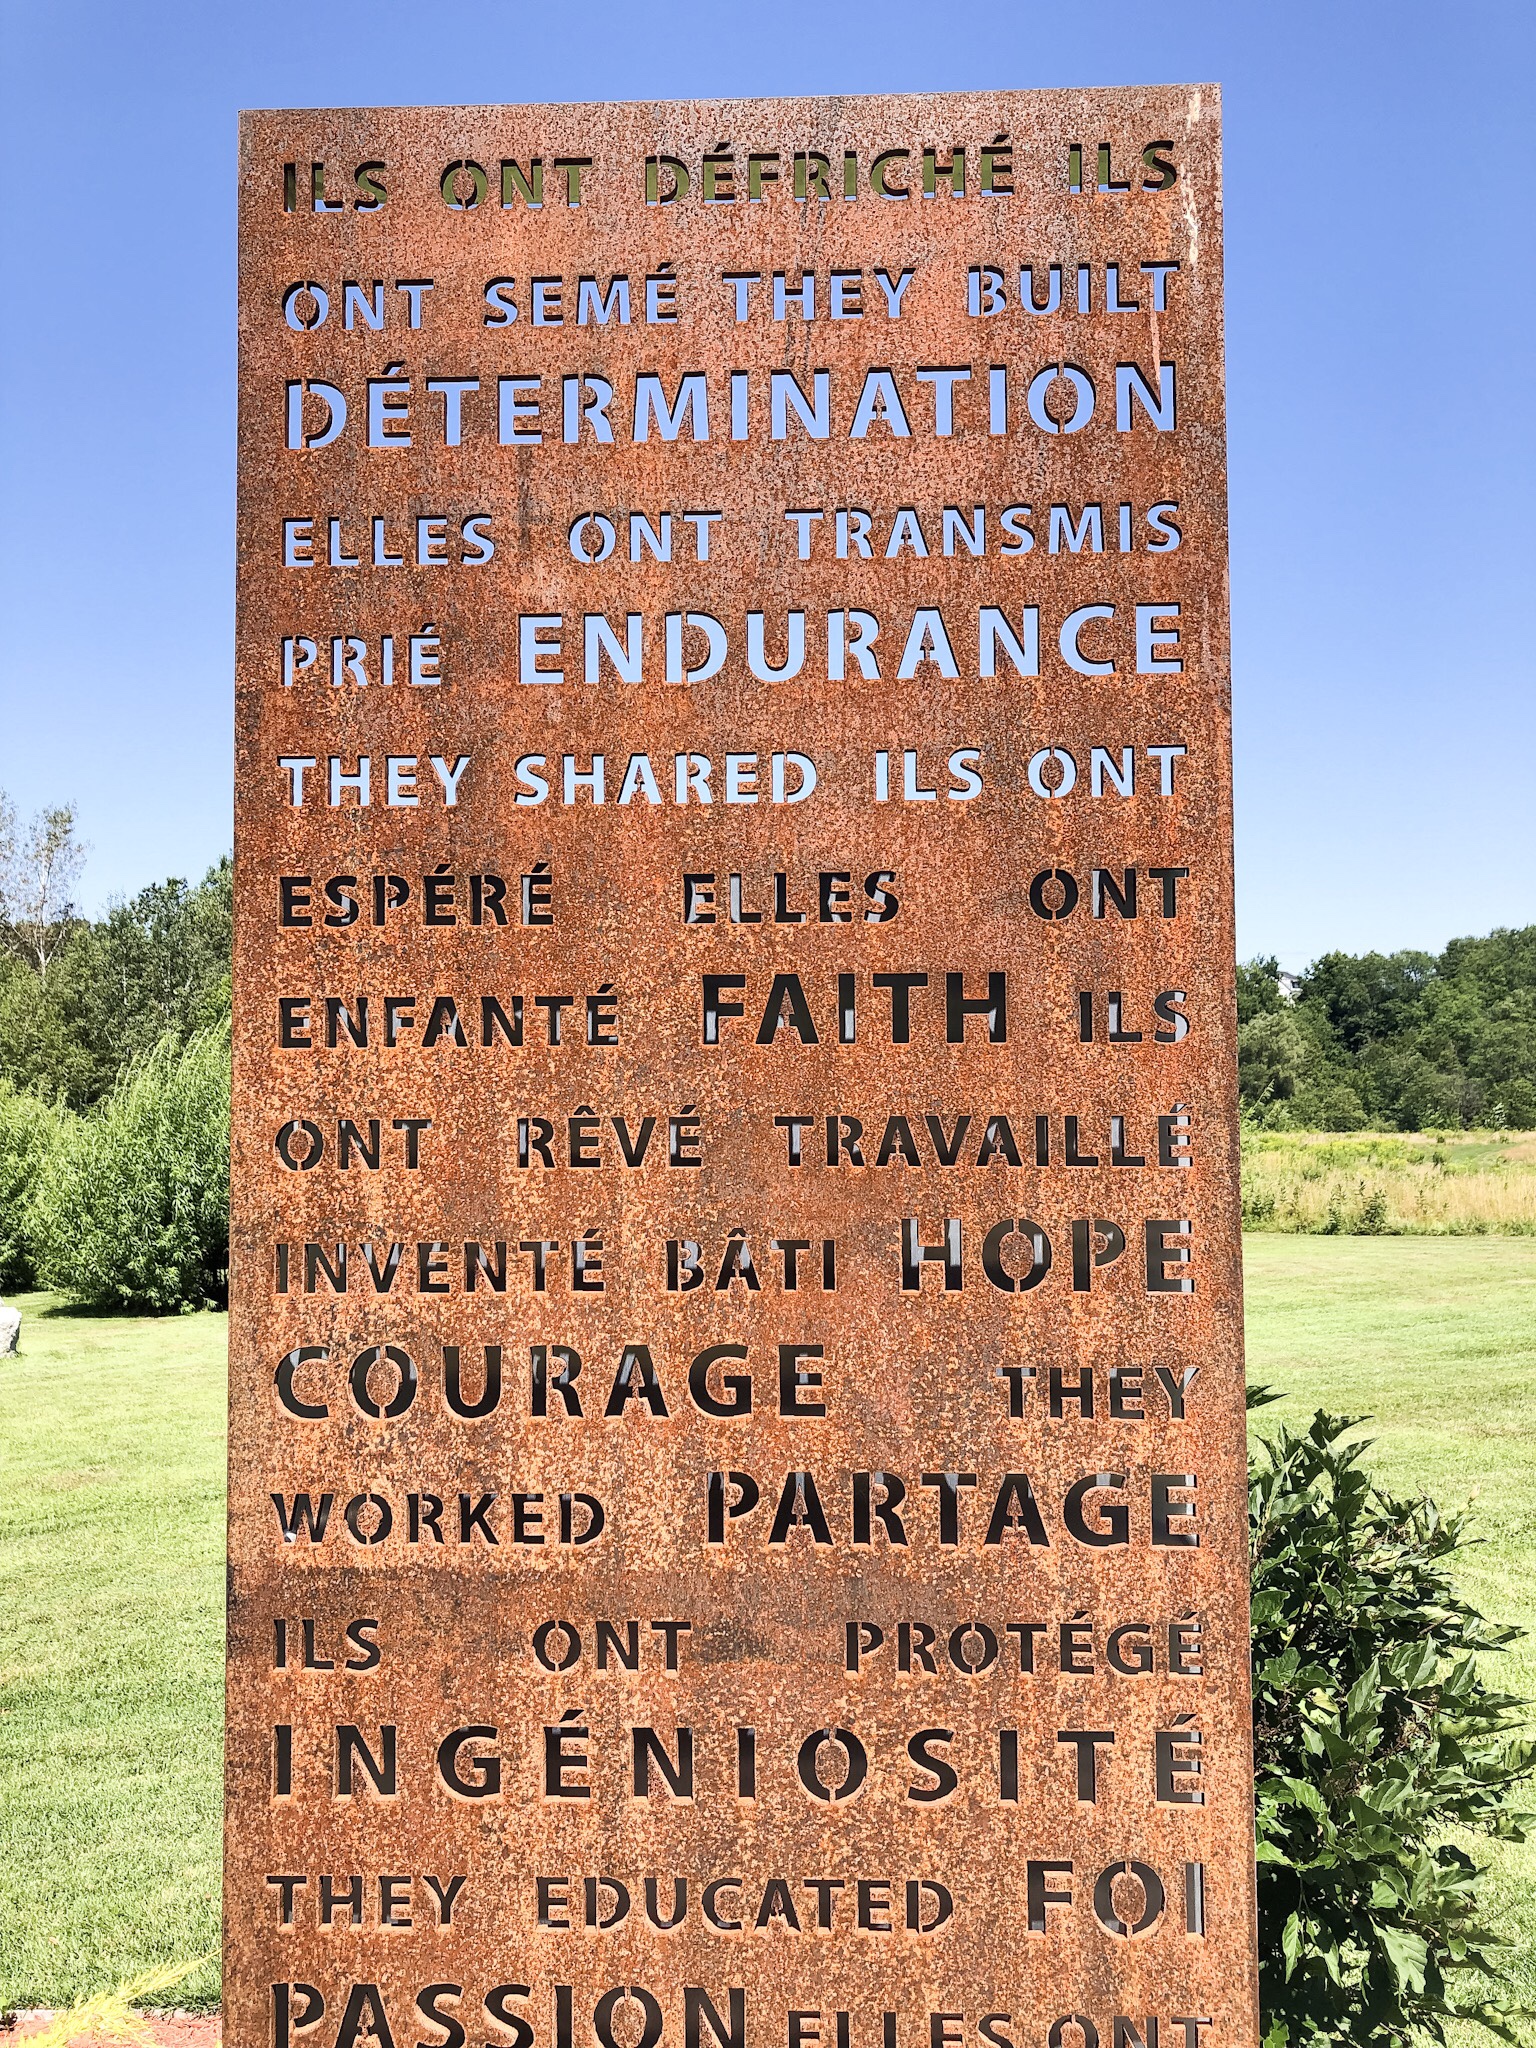 ILS ONT DÉFRICHÉ ILS
ONT SEMÉ THEY BUILT
DÉTERMINATION
ELLES ONT TRANSMIS
PRIÉ ENDURANCE
THEY SHARED ILS ONT
ESPÉRÉ ELLES ONT
ENFANTÉ FAITH ILS
ONT RÊVÉ TRAVAILLÉ
INVENTÉ BÂTI HOPE
COURAGE THEY
WORKED PARTAGE
ILS ONT PROTÉGÉ
INGÉNIOSITÉ
THEY EDUCATED FOI
PASSION ELLES ONT